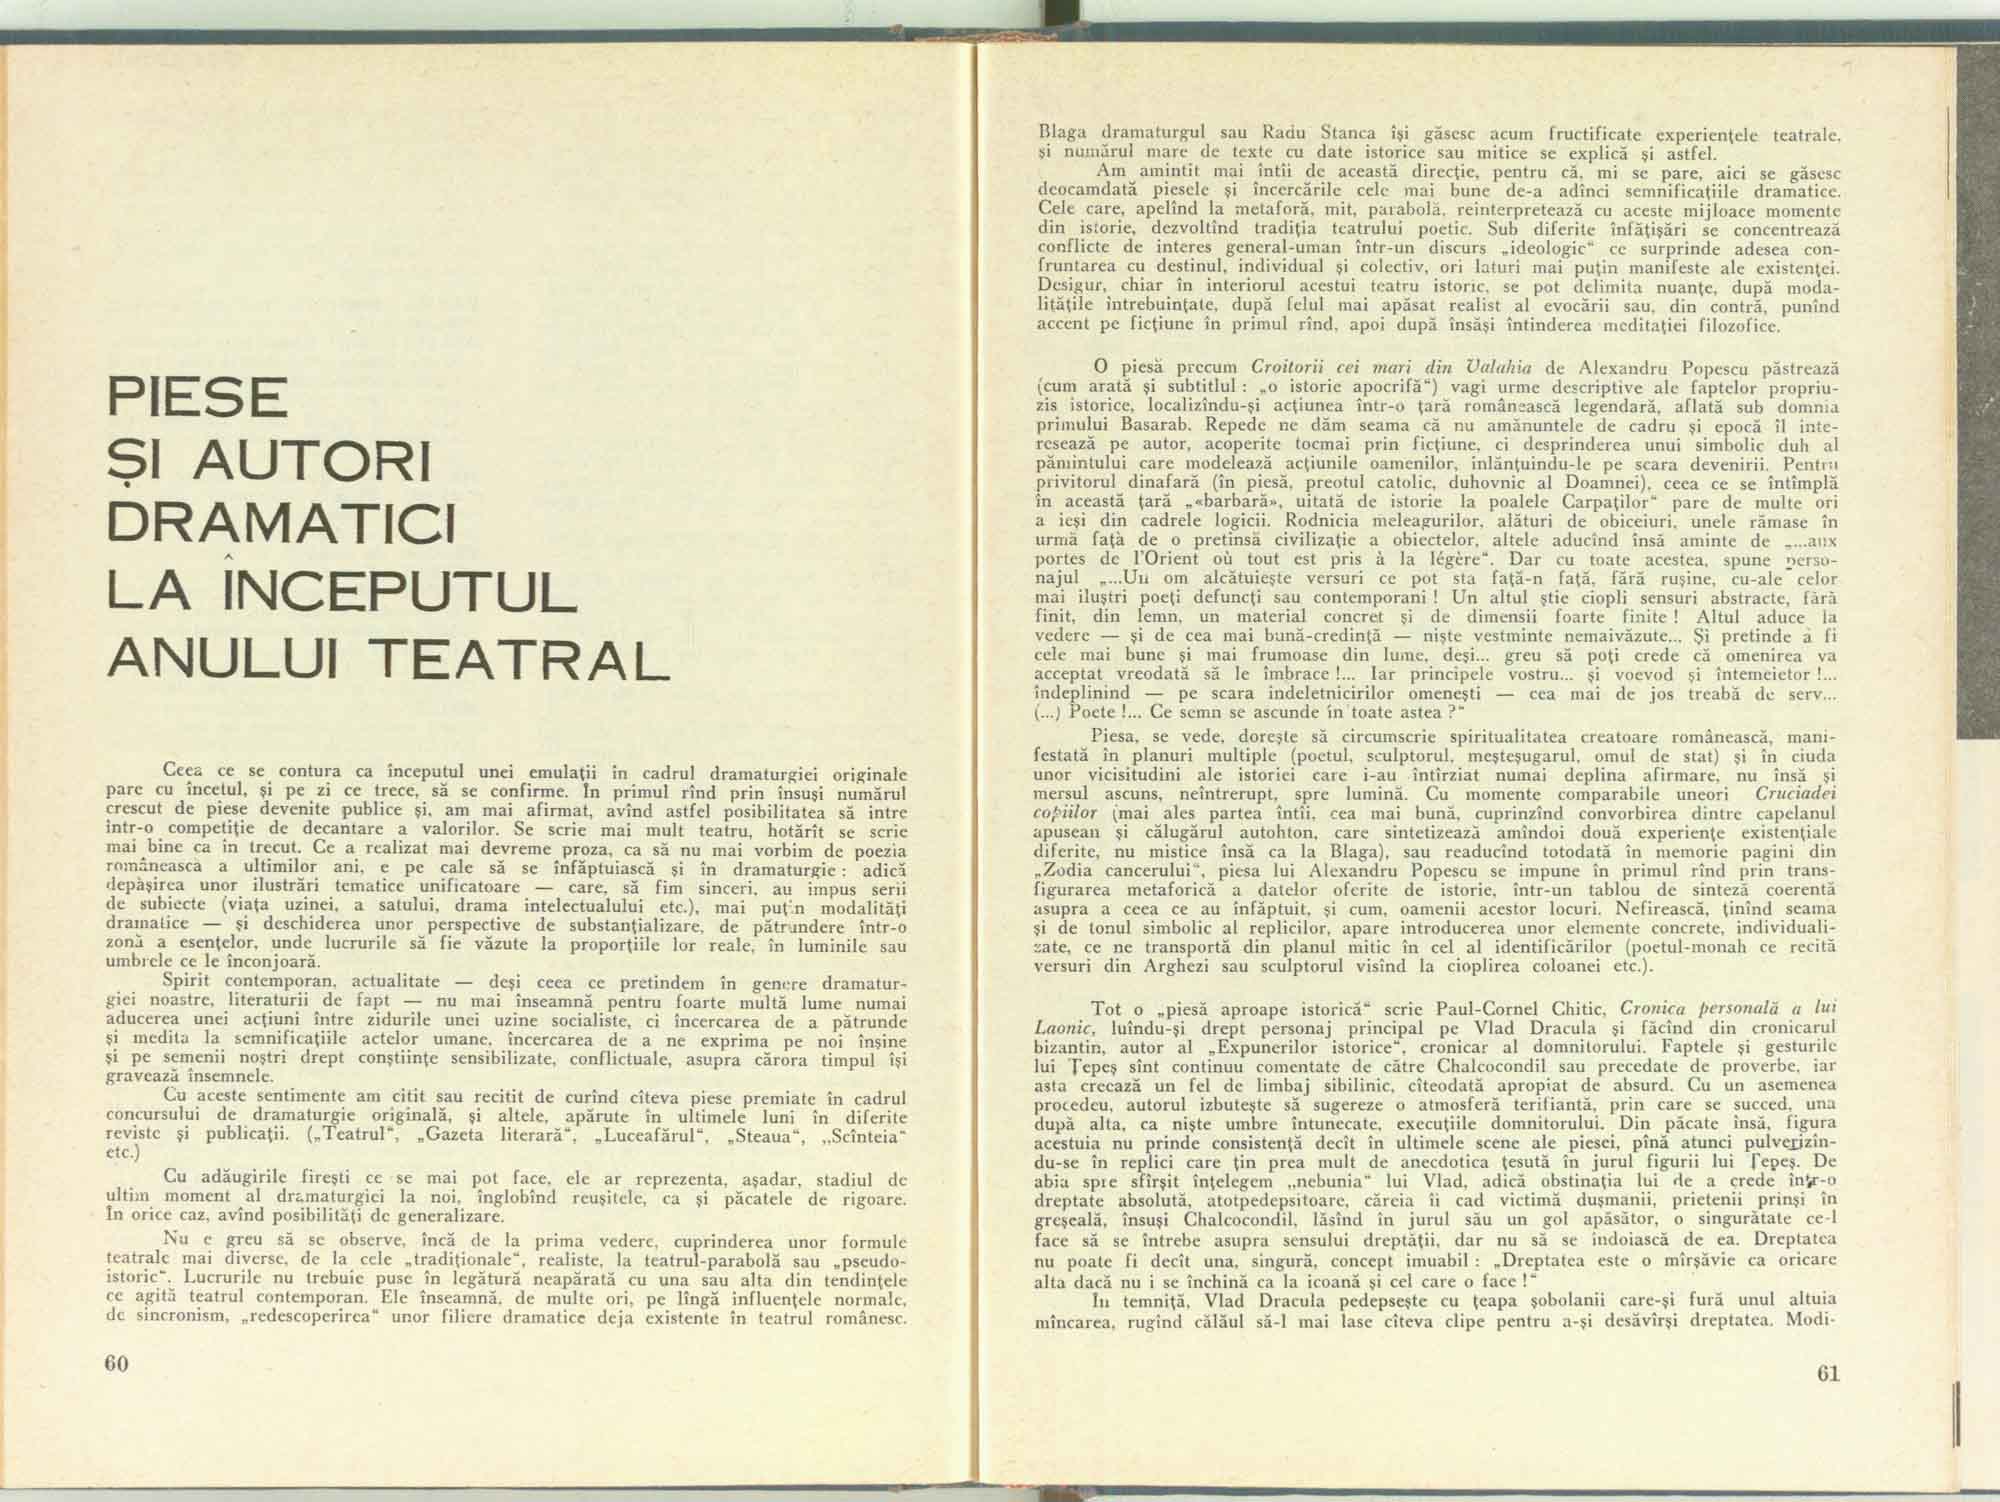 PIESE
ȘI AUTORI
DRAMATICI
LA ÎNCEPUTUL
ANULUI TEATRAL
Ceea ce se contura ca începutul unei emulații în cadrul dramaturgiei originale
pare cu încetul, și pe zi ce trece, să se confirme. În primul rînd prin însuși numărul
crescut de piese devenite publice și, am mai afirmat, avînd astfel posibilitatea să intre
într-o competiție de decantare a valorilor. Se scrie mai mult teatru, hotărît se scrie
mai bine ca în trecut. Ce a realizat mai devreme proza, ca să nu mai vorbim de poezia
românească a ultimilor ani, e pe cale să se înfăptuiască și în dramaturgie : adică
depășirea unor ilustrări tematice unificatoare — care, să fim sinceri, au impus serii
de subiecte (viața uzinei, a satului, drama intelectualului etc.), mai puțin modalități
dramatice — și deschiderea unor perspective de substanțializare, de pătrundere într-o
zonă a esențelor, unde lucrurile să fie văzute la proporțiile lor reale, în luminile sau
umbrele ce le înconjoară.
Spirit contemporan, actualitate — deși ceea ce pretindem în genere dramatur-
giei noastre, literaturii de fapt — nu mai înseamnă pentru foarte multă lume numai
aducerea unei acțiuni între zidurile unei uzine socialiste, ci încercarea de a pătrunde
și medita la semnificațiile actelor umane, încercarea de a ne exprima pe noi înșine
și pe semenii noștri drept conștiințe sensibilizate, conflictuale, asupra cărora timpul își
gravează însemnele.
Cu aceste sentimente am citit sau recitit de curînd cîteva piese premiate în cadrul
concursului de dramaturgie originală, și altele, apărute în ultimele luni în diferite
reviste și publicații. („Teatrul“, „Gazeta literară“, „Luceafărul“, „Steaua“, „Scînteia“
etc.)
Cu adăugirile firești ce se mai pot face, ele ar reprezenta, așadar, stadiul de
ultim moment al dramaturgiei la noi, înglobînd reușitele, ca și păcatele de rigoare.
În orice caz, avînd posibilități de generalizare.
Nu e greu să se observe, încă de la prima vedere, cuprinderea unor formule
teatrale mai diverse, de la cele „tradiționale“, realiste, la teatrul-parabolă sau „pseudo-
istoric“. Lucrurile nu trebuie puse în legătură neapărată cu una sau alta din tendințele
ce agită teatrul contemporan. Ele înseamnă, de multe ori, pe lîngă influențele normale,
de sincronism, „redescoperirea“ unor filiere dramatice deja existente în teatrul românesc.
60
Blaga dramaturgul sau Radu Stanca își găsesc acum fructificate experiențele teatrale,
și numărul mare de texte cu date istorice sau mitice se explică și astfel.
Am amintit mai întîi de această direcție, pentru că, mi se pare, aici se găsesc
deocamdată piesele și încercările cele mai bune de-a adînci semnificațiile dramatice.
Cele care, apelînd la metaforă, mit, parabolă, reinterpretează cu aceste mijloace momente
din istorie, dezvoltînd tradiția teatrului poetic. Sub diferite înfățișări se concentrează
conflicte de interes general-uman într-un discurs „ideologic“ ce surprinde adesea con-
fruntarea cu destinul, individual și colectiv, ori laturi mai puțin manifeste ale existenței.
Desigur, chiar în interiorul acestui teatru istoric, se pot delimita nuanțe, după moda-
litățile întrebuințate, după felul mai apăsat realist al evocării sau, din contră, punînd
accent pe ficțiune în primul rînd, apoi după însăși întinderea meditației filozofice.
O piesă precum Croitorii cei mari din Valahia de Alexandru Popescu păstrează
(cum arată și subtitlul : „o istorie apocrifă“) vagi urme descriptive ale faptelor propriu-
zis istorice, localizîndu-și acțiunea într-o țară românească legendară, aflată sub domnia
primului Basarab. Repede ne dăm seama că nu amănuntele de cadru și epocă îl inte-
resează pe autor, acoperite tocmai prin ficțiune, ci desprinderea unui simbolic duh al
pămîntului care modelează acțiunile oamenilor, înlănțuindu-le pe scara devenirii. Pentru
privitorul dinafară (în piesă, preotul catolic, duhovnic al Doamnei), ceea ce se întîmplă
în această țară „«barbară», uitată de istorie la poalele Carpaților“ pare de multe ori
a ieși din cadrele logicii. Rodnicia meleagurilor, alături de obiceiuri, unele rămase în
urmă față de o pretinsă civilizație a obiectelor, altele aducînd însă aminte de „...aux
portes de l'Orient où tout est pris à la légère“. Dar cu toate acestea, spune perso-
najul „...Un om alcătuiește versuri ce pot sta față-n față, fără rușine, cu-ale celor
mai iluștri poeți defuncți sau contemporani ! Un altul știe ciopli sensuri abstracte, fără
finit, din lemn, un material concret și de dimensii foarte finite ! Altul aduce la
vedere — și de cea mai bună-credință — niște vestminte nemaivăzute... Și pretinde a fi
cele mai bune și mai frumoase din lume, deși... greu să poți crede că omenirea va
acceptat vreodată să le îmbrace !... Iar principele vostru... și voevod și întemeietor !...
îndeplinind — pe scara îndeletnicirilor omenești — cea mai de jos treabă de serv...
(...) Poete !... Ce semn se ascunde în toate astea ?“
Piesa, se vede, dorește să circumscrie spiritualitatea creatoare românească, mani-
festată în planuri multiple (poetul, sculptorul, meșteșugarul, omul de stat) și în ciuda
unor vicisitudini ale istoriei care i-au întîrziat numai deplina afirmare, nu însă și
mersul ascuns, neîntrerupt, spre lumină. Cu momente comparabile uneori Cruciadei
copiilor (mai ales partea întîi, cea mai bună, cuprinzînd convorbirea dintre capelanul
apusean și călugărul autohton, care sintetizează amîndoi două experiențe existențiale
diferite, nu mistice însă ca la Blaga), sau readucînd totodată în memorie pagini din
„Zodia cancerului“, piesa lui Alexandru Popescu se impune în primul rînd prin trans-
figurarea metaforică a datelor oferite de istorie, într-un tablou de sinteză coerentă
asupra a ceea ce au înfăptuit, și cum, oamenii acestor locuri. Nefirească, ținînd seama
și de tonul simbolic al replicilor, apare introducerea unor elemente concrete, individuali-
zate, ce ne transportă din planul mitic în cel al identificărilor (poetul-monah ce recită
versuri din Arghezi sau sculptorul visînd la cioplirea coloanei etc.).
Tot o „piesă aproape istorică“ scrie Paul-Cornel Chitic, Cronica personală a lui
Laonic, luîndu-și drept personaj principal pe Vlad Dracula și făcînd din cronicarul
bizantin, autor al „Expunerilor istorice“, cronicar al domnitorului. Faptele și gesturile
lui Țepeș sînt continuu comentate de către Chalcocondil sau precedate de proverbe, iar
asta crează un fel de limbaj sibilinic, cîteodată apropiat de absurd. Cu un asemenea
procedeu, autorul izbutește să sugereze o atmosferă terifiantă, prin care se succed, una
după alta, ca niște umbre întunecate, execuțiile domnitorului. Din păcate însă, figura
acestuia nu prinde consistență decît în ultimele scene ale piesei, pînă atunci pulverizîn-
du-se în replici care țin prea mult de anecdotica țesută în jurul figurii lui Țepeș. De
abia spre sfîrșit înțelegem „nebunia“ lui Vlad, adică obstinația lui de a crede într-o
dreptate absolută, atotpedepsitoare, căreia îi cad victimă dușmanii, prietenii prinși în
greșeală, însuși Chalcocondil, lăsînd în jurul său un gol apăsător, o singurătate ce-l
face să se întrebe asupra sensului dreptății, dar nu să se îndoiască de ea. Dreptatea
nu poate fi decît una, singură, concept imuabil : „Dreptatea este o mîrșăvie ca oricare
alta dacă nu i se închină ca la icoană și cel care o face !“
În temniță, Vlad Dracula pedepsește cu țeapa șobolanii care-și fură unul altuia
mîncarea, rugînd călăul să-l mai lase cîteva clipe pentru a-și desăvîrși dreptatea. Modi-
61